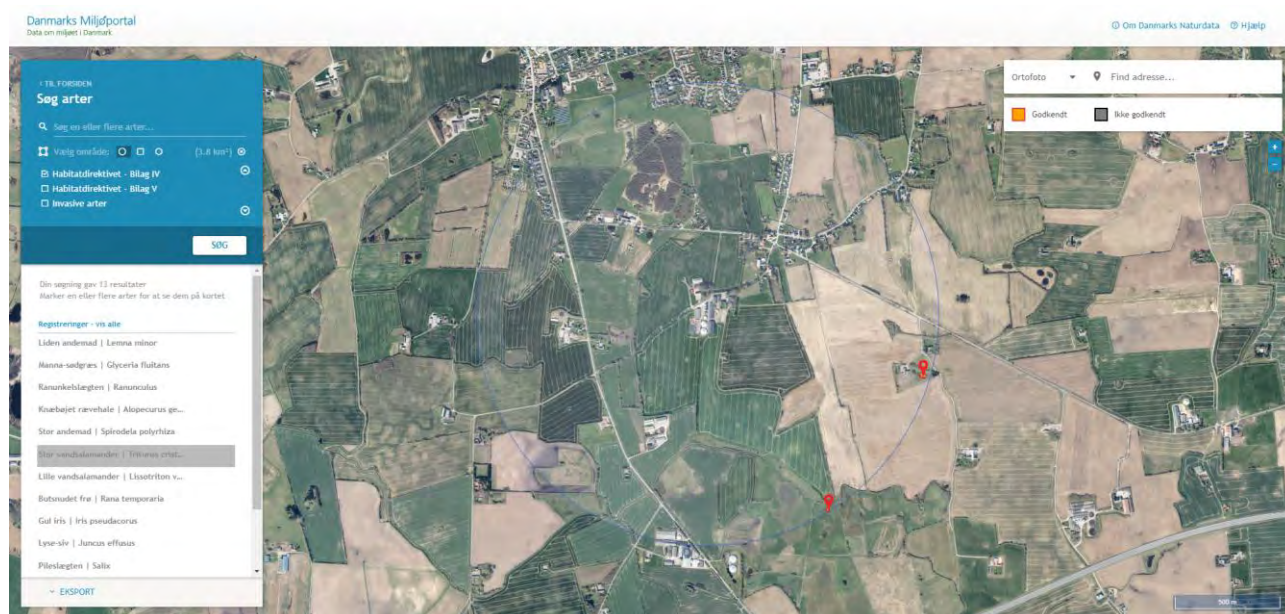 Danmarks Miljøportal
Data om miljøet i Danmark
Om Danmarks Naturdata
Hjælp
‹ TIL FORSIDEN
Søg arter
Søg en eller flere arter...
Vælg område:
(3.8 km²)
Habitatdirektivet - Bilag IV
Habitatdirektivet - Bilag V
Invasive arter
SØG
Din søgning gav 13 resultater
Marker en eller flere arter for at se dem på kortet
Registreringer - vis alle
Liden andemad | Lemna minor
Manna-sødgræs | Glyceria fluitans
Ranunkelslægten | Ranunculus
Knæbøjet rævehale | Alopecurus ge...
Stor andemad | Spirodela polyrhiza
Stor vandsalamander | Triturus crist...
Lille vandsalamander | Lissotriton v...
Butsnudet frø | Rana temporaria
Gul iris | Iris pseudacorus
Lyse-siv | Juncus effusus
Pileslægten | Salix
EKSPORT
Ortofoto
Find adresse...
Godkendt
Ikke godkendt
+
−
500 m